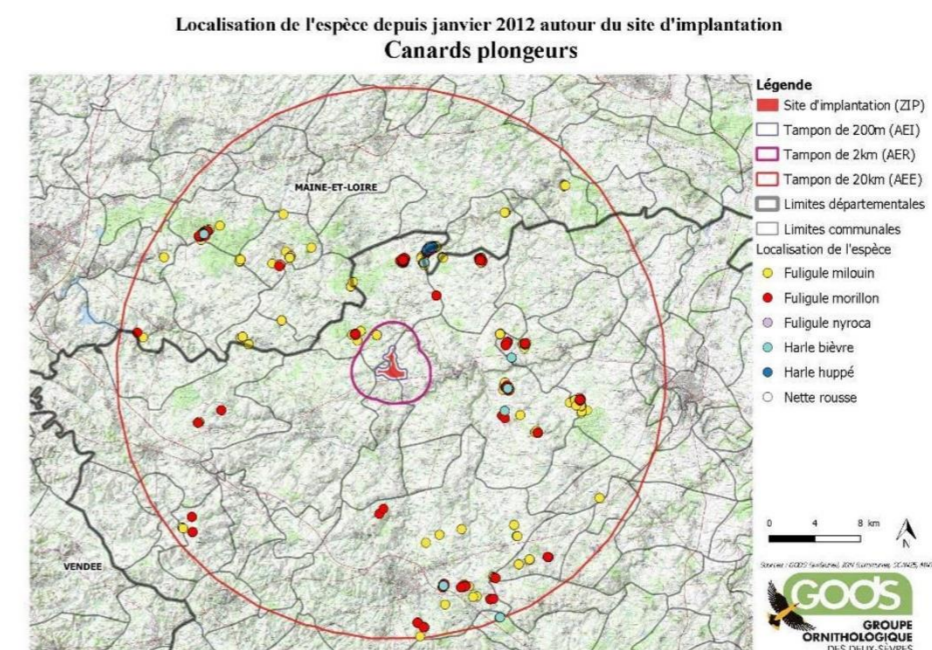 Localisation de l'espèce depuis janvier 2012 autour du site d'implantation
Canards plongeurs
Légende
Site d'implantation (ZIP)
Tampon de 200m (AEI)
Tampon de 2km (AER)
Tampon de 20km (AEE)
Limites départementales
Limites communales
Localisation de l'espèce
Fuligule milouin
Fuligule morillon
Fuligule nyroca
Harle bièvre
Harle huppé
Nette rousse
MAINE-ET-LOIRE
VENDEE
0 4 8 km
N
GODS
GROUPE
ORNITHOLOGIQUE
DES DEUX-SÈVRES